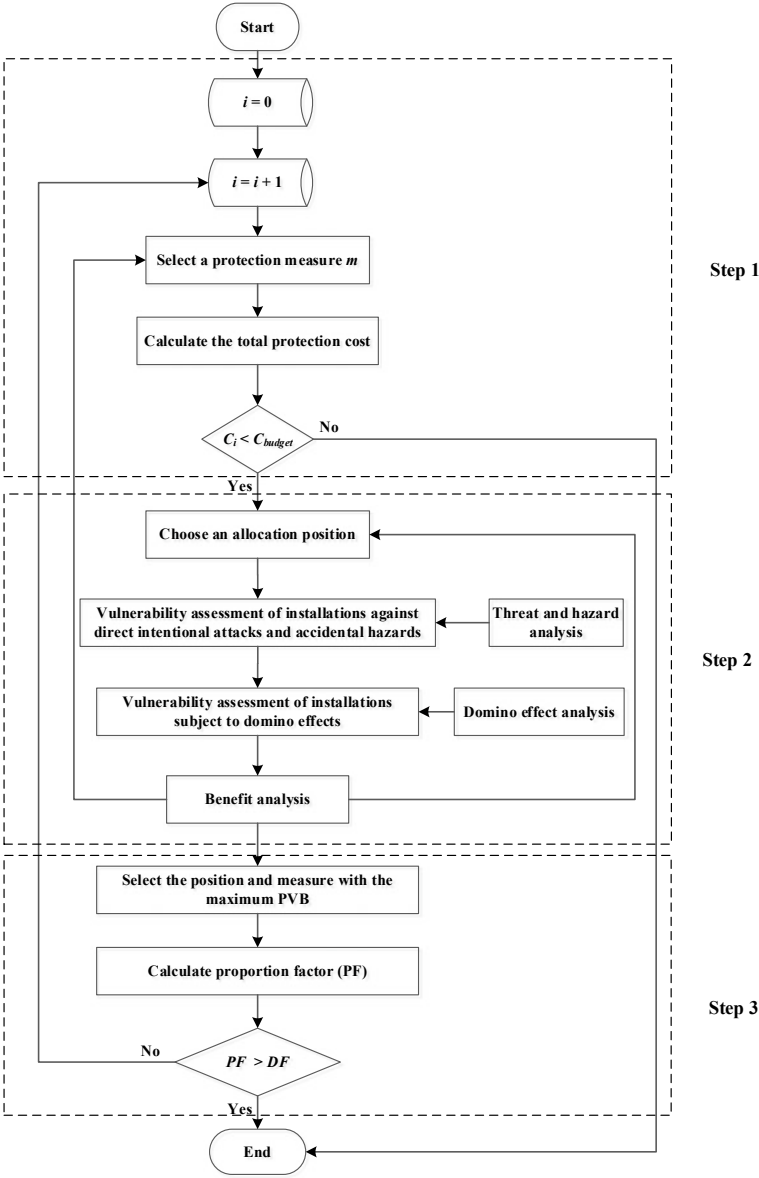 Start
i = 0
i = i + 1
Select a protection measure m
Step 1
Calculate the total protection cost
C_i < C_budget
No
Yes
Choose an allocation position
Vulnerability assessment of installations against
direct intentional attacks and accidental hazards
Threat and hazard
analysis
Step 2
Vulnerability assessment of installations
subject to domino effects
Domino effect analysis
Benefit analysis
Select the position and measure with the
maximum PVB
Calculate proportion factor (PF)
Step 3
No
PF > DF
Yes
End